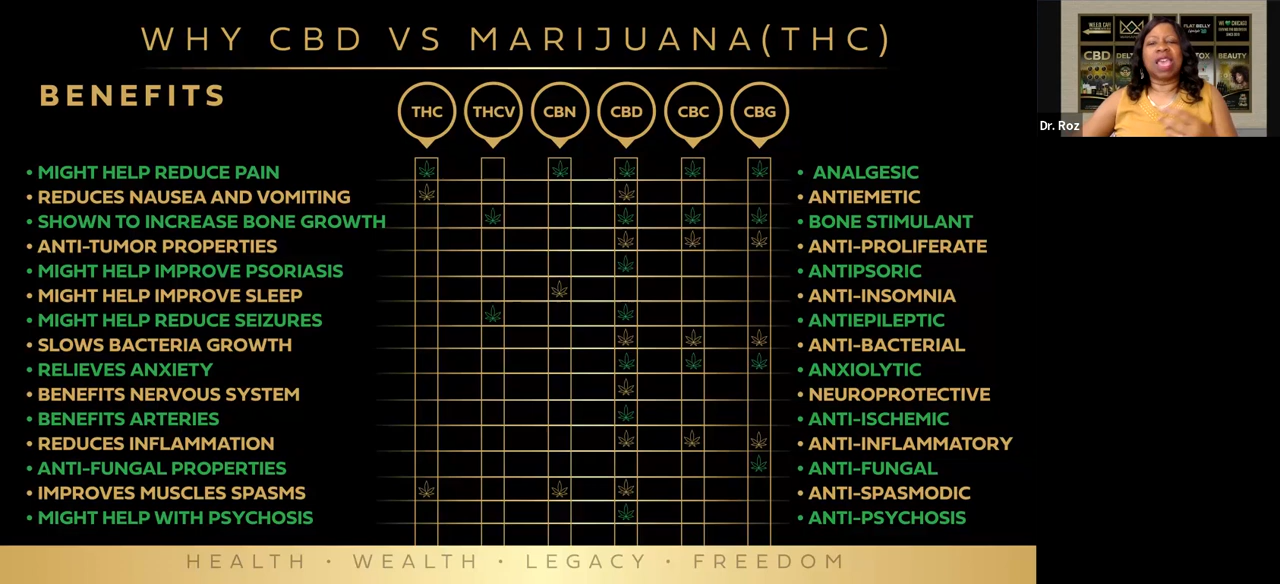 WHY CBD VS MARIJUANA(THC)
BENEFITS
THC THCV CBN CBD CBC CBG
• MIGHT HELP REDUCE PAIN • ANALGESIC
• REDUCES NAUSEA AND VOMITING • ANTIEMETIC
• SHOWN TO INCREASE BONE GROWTH • BONE STIMULANT
• ANTI-TUMOR PROPERTIES • ANTI-PROLIFERATE
• MIGHT HELP IMPROVE PSORIASIS • ANTIPSORIC
• MIGHT HELP IMPROVE SLEEP • ANTI-INSOMNIA
• MIGHT HELP REDUCE SEIZURES • ANTIEPILEPTIC
• SLOWS BACTERIA GROWTH • ANTI-BACTERIAL
• RELIEVES ANXIETY • ANXIOLYTIC
• BENEFITS NERVOUS SYSTEM • NEUROPROTECTIVE
• BENEFITS ARTERIES • ANTI-ISCHEMIC
• REDUCES INFLAMMATION • ANTI-INFLAMMATORY
• ANTI-FUNGAL PROPERTIES • ANTI-FUNGAL
• IMPROVES MUSCLES SPASMS • ANTI-SPASMODIC
• MIGHT HELP WITH PSYCHOSIS • ANTI-PSYCHOSIS
HEALTH • WEALTH • LEGACY • FREEDOM
FLAT BELLY
CBD BEAUTY
Dr. Roz